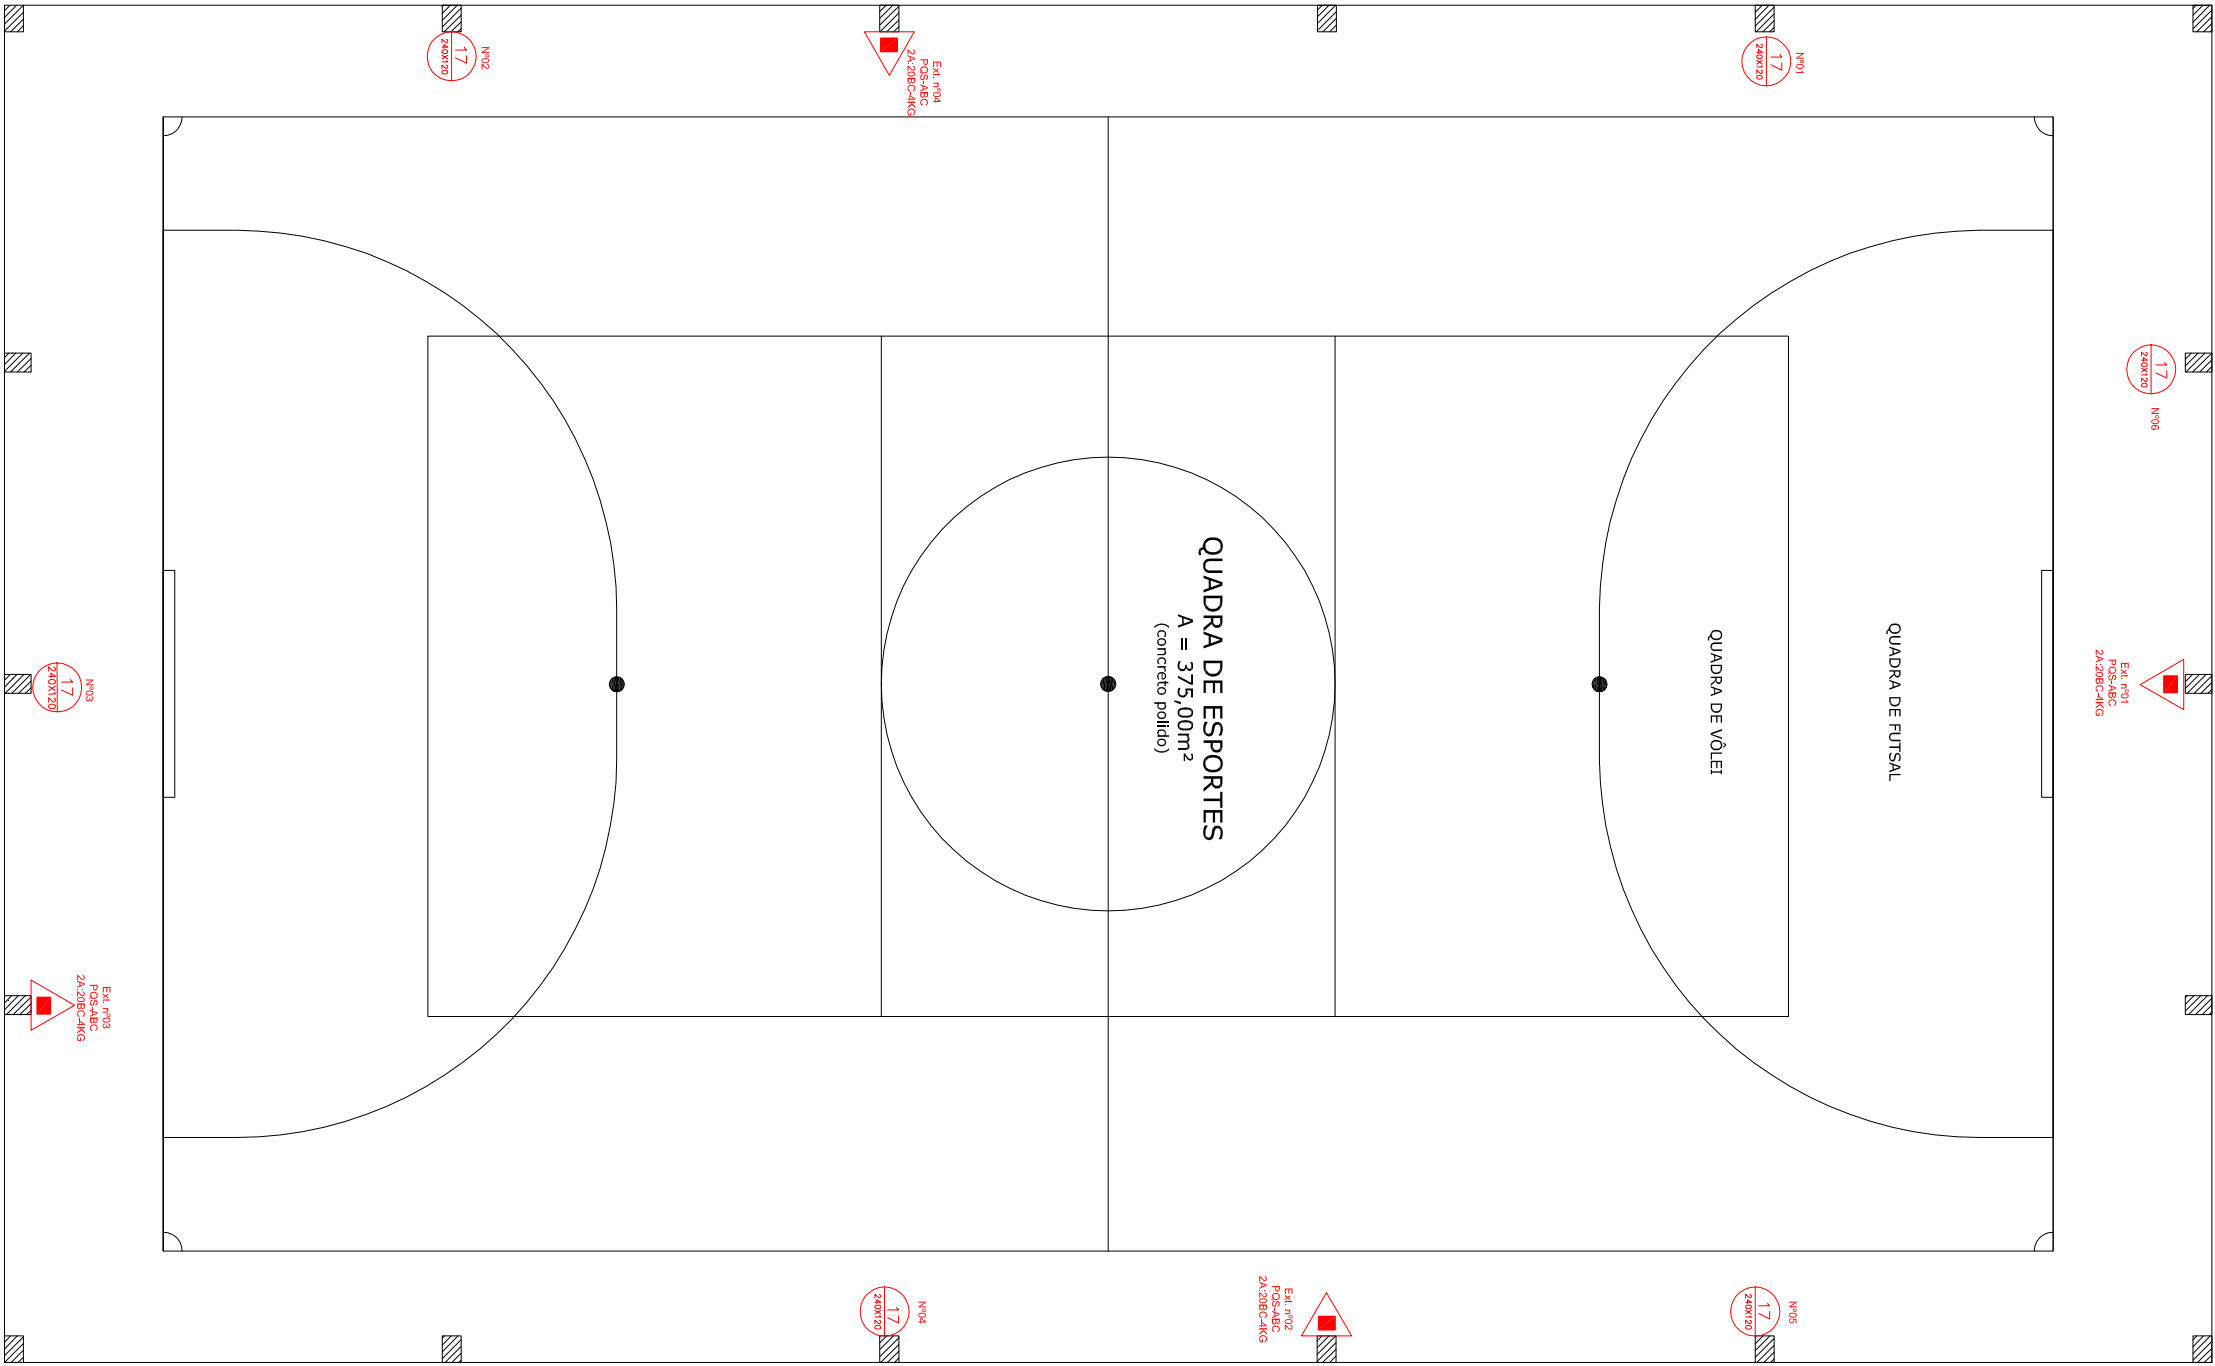 17
240X120
Nº02
Ext. nº04
PQS-ABC
2A:20BC-4KG
17
240X120
Nº01
17
240X120
Nº06
QUADRA DE ESPORTES
A = 375,00m²
(concreto polido)
QUADRA DE VÔLEI
QUADRA DE FUTSAL
Ext. nº01
PQS-ABC
2A:20BC-4KG
17
240X120
Nº03
Ext. nº03
PQS-ABC
2A:20BC-4KG
17
240X120
Nº04
Ext. nº02
PQS-ABC
2A:20BC-4KG
17
240X120
Nº05